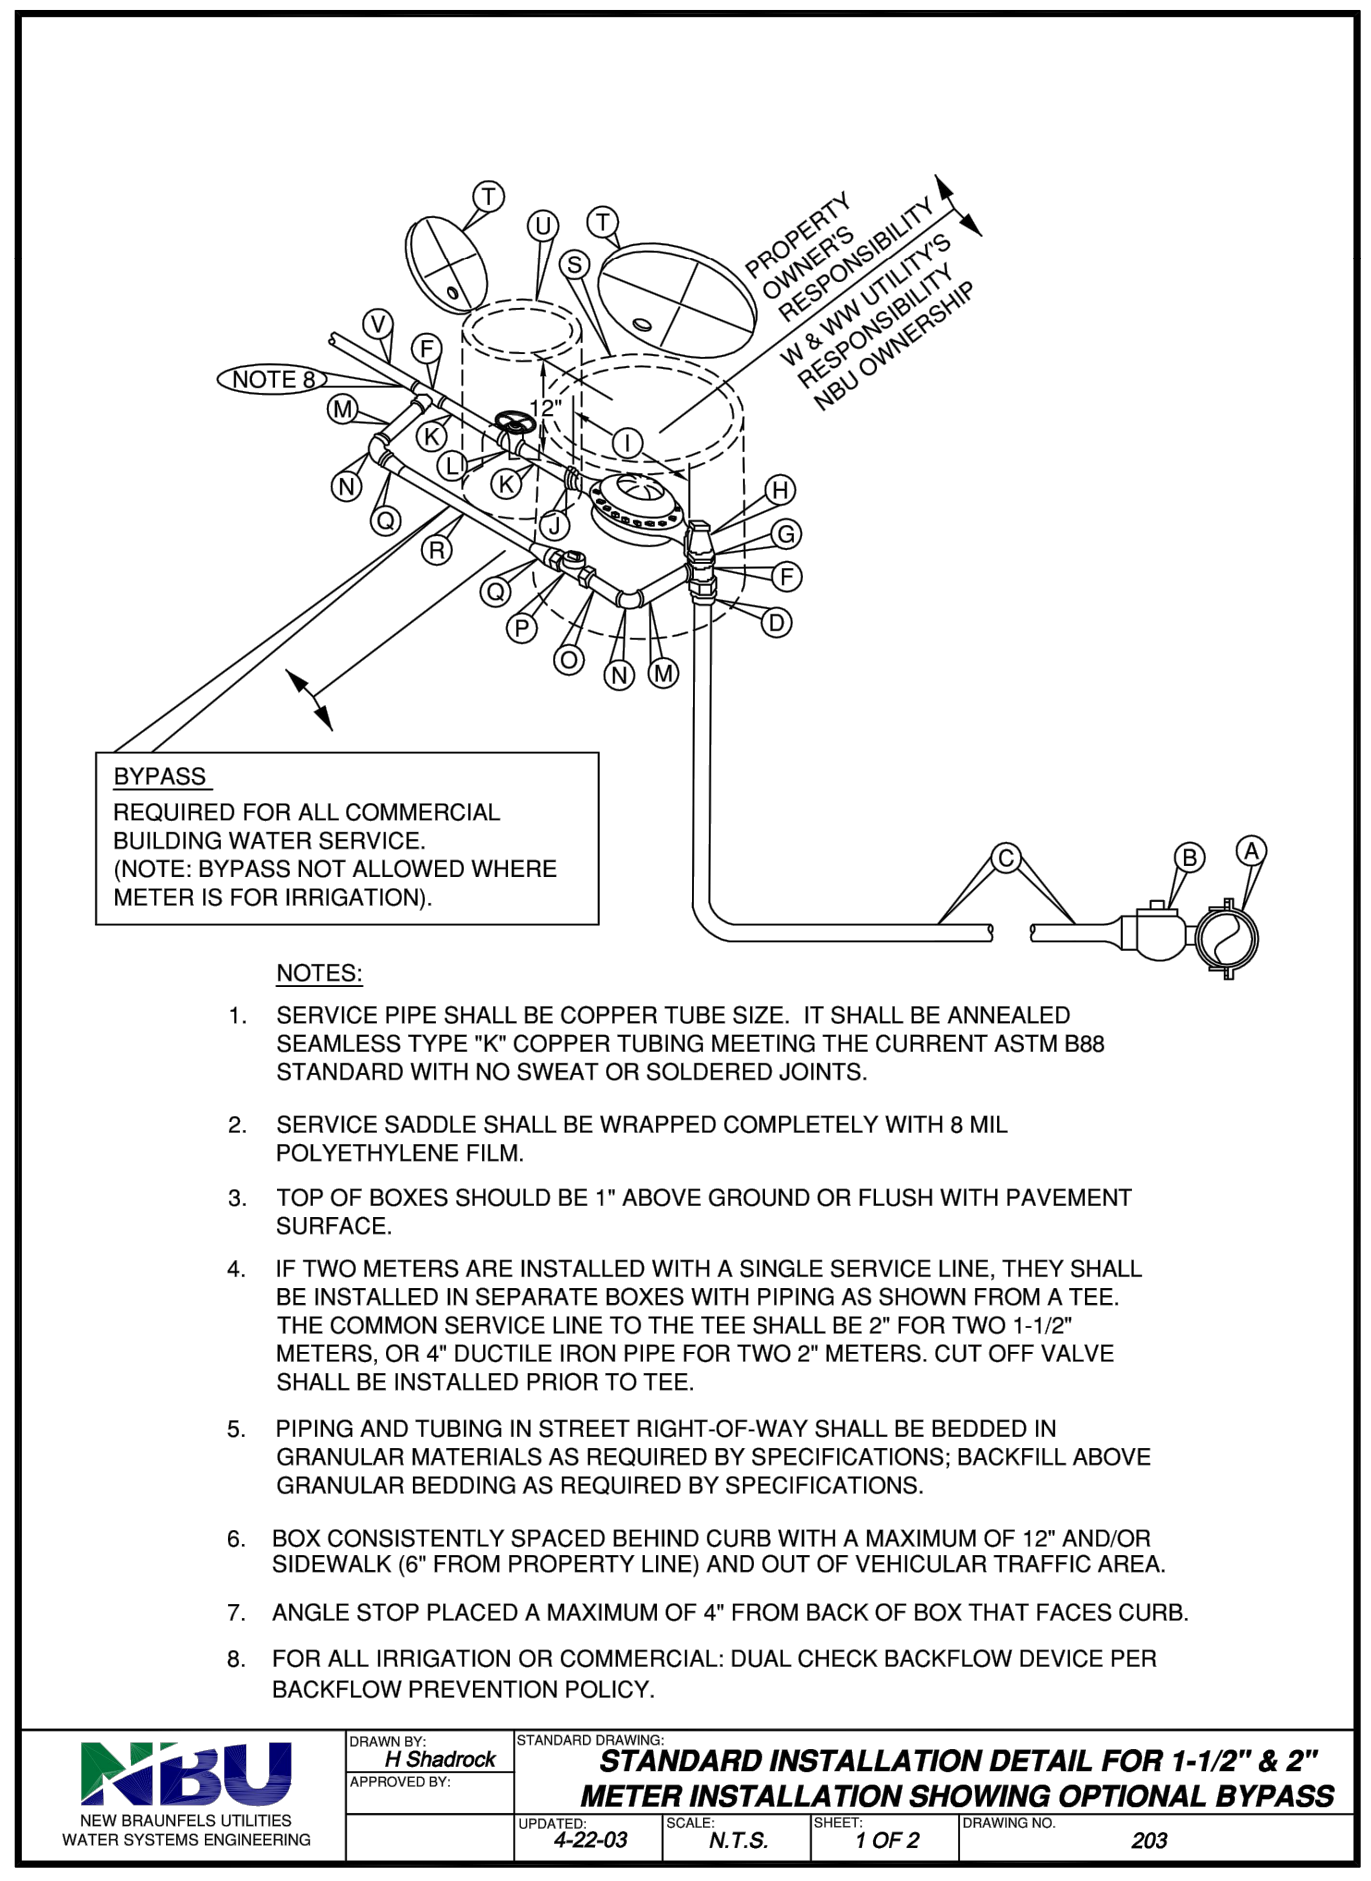 T
U
T
S
PROPERTY
OWNER'S
RESPONSIBILITY
W & WW UTILITY'S
RESPONSIBILITY
NBU OWNERSHIP
V
F
NOTE 8
M
K
12"
I
L
K
N
Q
J
H
R
G
F
Q
P
D
O
N
M
BYPASS
REQUIRED FOR ALL COMMERCIAL
BUILDING WATER SERVICE.
(NOTE: BYPASS NOT ALLOWED WHERE
METER IS FOR IRRIGATION).
C
B
A
NOTES:
1. SERVICE PIPE SHALL BE COPPER TUBE SIZE. IT SHALL BE ANNEALED
SEAMLESS TYPE "K" COPPER TUBING MEETING THE CURRENT ASTM B88
STANDARD WITH NO SWEAT OR SOLDERED JOINTS.
2. SERVICE SADDLE SHALL BE WRAPPED COMPLETELY WITH 8 MIL
POLYETHYLENE FILM.
3. TOP OF BOXES SHOULD BE 1" ABOVE GROUND OR FLUSH WITH PAVEMENT
SURFACE.
4. IF TWO METERS ARE INSTALLED WITH A SINGLE SERVICE LINE, THEY SHALL
BE INSTALLED IN SEPARATE BOXES WITH PIPING AS SHOWN FROM A TEE.
THE COMMON SERVICE LINE TO THE TEE SHALL BE 2" FOR TWO 1-1/2"
METERS, OR 4" DUCTILE IRON PIPE FOR TWO 2" METERS. CUT OFF VALVE
SHALL BE INSTALLED PRIOR TO TEE.
5. PIPING AND TUBING IN STREET RIGHT-OF-WAY SHALL BE BEDDED IN
GRANULAR MATERIALS AS REQUIRED BY SPECIFICATIONS; BACKFILL ABOVE
GRANULAR BEDDING AS REQUIRED BY SPECIFICATIONS.
6. BOX CONSISTENTLY SPACED BEHIND CURB WITH A MAXIMUM OF 12" AND/OR
SIDEWALK (6" FROM PROPERTY LINE) AND OUT OF VEHICULAR TRAFFIC AREA.
7. ANGLE STOP PLACED A MAXIMUM OF 4" FROM BACK OF BOX THAT FACES CURB.
8. FOR ALL IRRIGATION OR COMMERCIAL: DUAL CHECK BACKFLOW DEVICE PER
BACKFLOW PREVENTION POLICY.
NBU
NEW BRAUNFELS UTILITIES
WATER SYSTEMS ENGINEERING
DRAWN BY:
H Shadrock
APPROVED BY:
STANDARD DRAWING:
STANDARD INSTALLATION DETAIL FOR 1-1/2" & 2"
METER INSTALLATION SHOWING OPTIONAL BYPASS
UPDATED:
4-22-03
SCALE:
N.T.S.
SHEET:
1 OF 2
DRAWING NO.
203